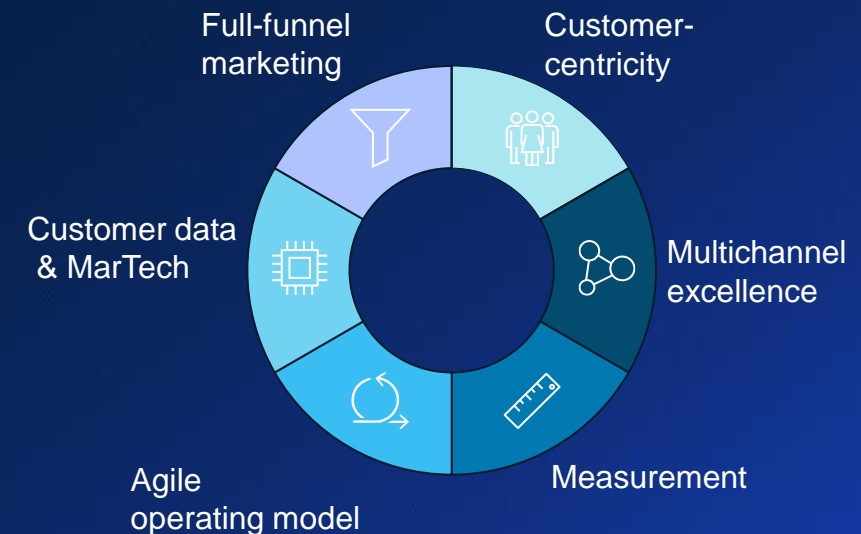 Full-funnel
marketing
Customer-
centricity
Customer data
& MarTech
Multichannel
excellence
Agile
operating model
Measurement